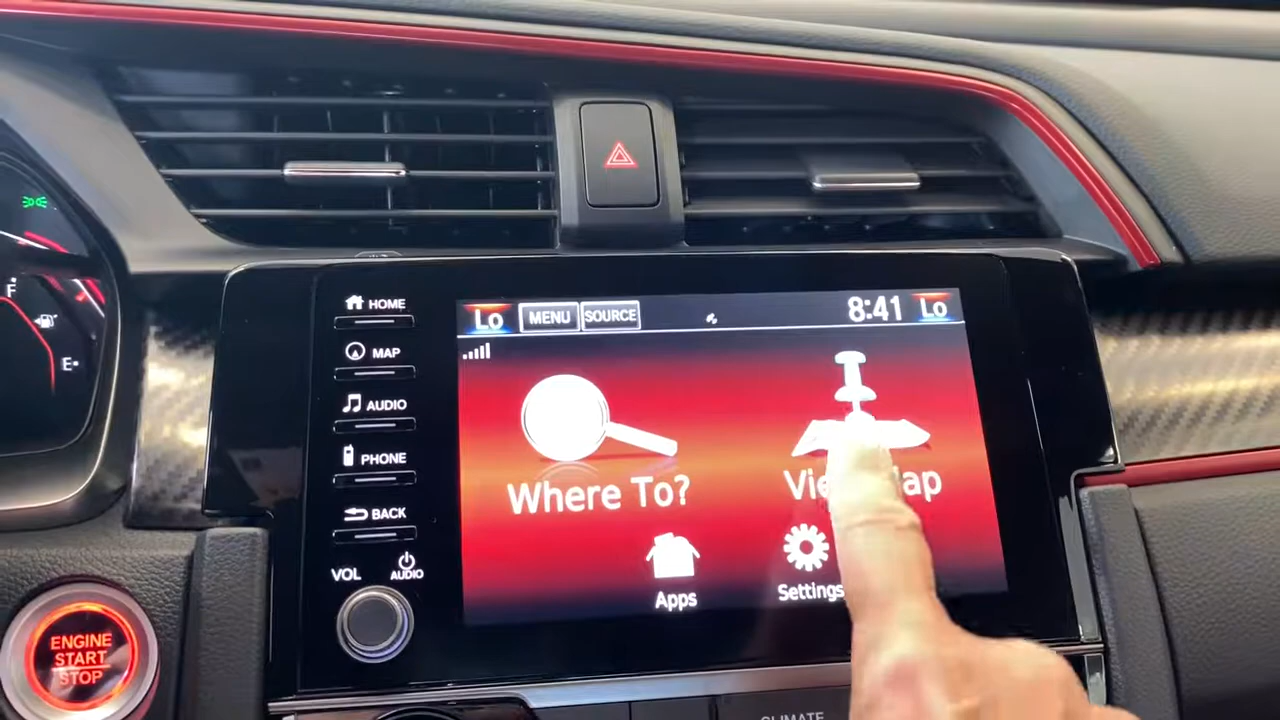 F
E
HOME
MAP
AUDIO
PHONE
BACK
VOL
AUDIO
ENGINE
START
STOP
Lo MENU SOURCE 8:41 Lo
Where To?
Apps
Settings
CLIMATE